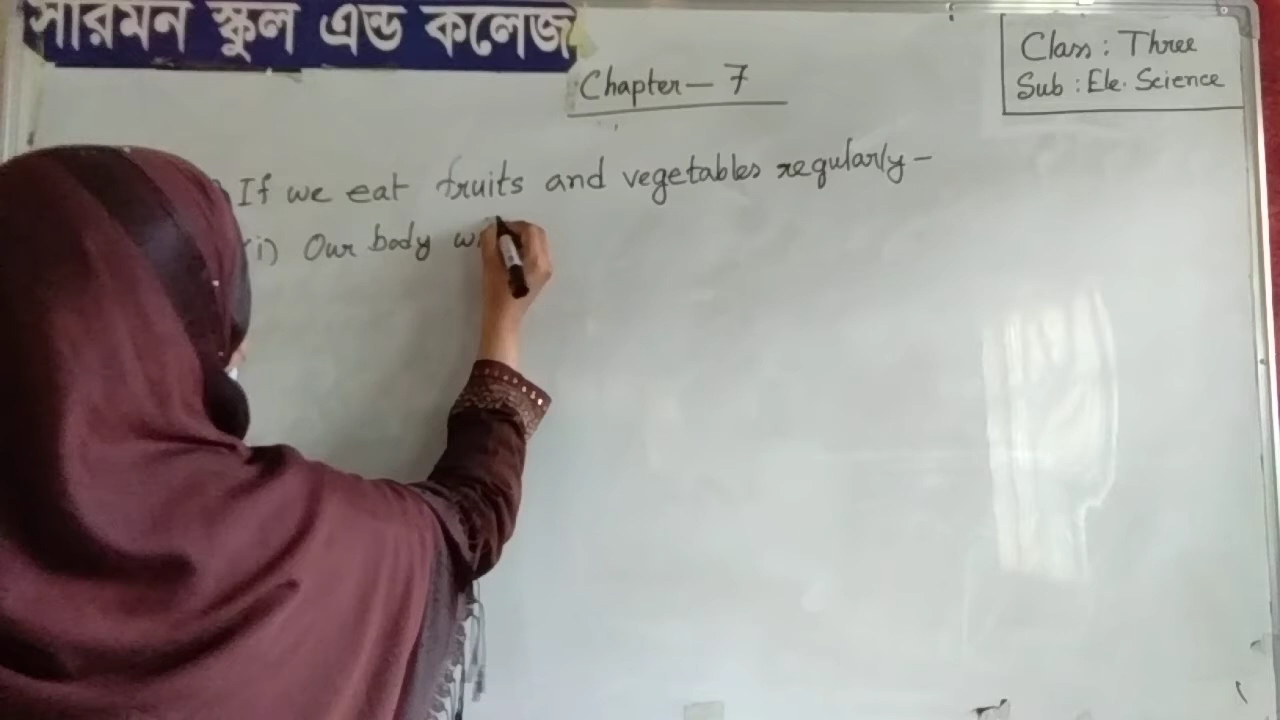 সারমন স্কুল এন্ড কলেজ
Chapter – 7
Class : Three
Sub : Ele. Science
If we eat fruits and vegetables regularly –
(i) Our body